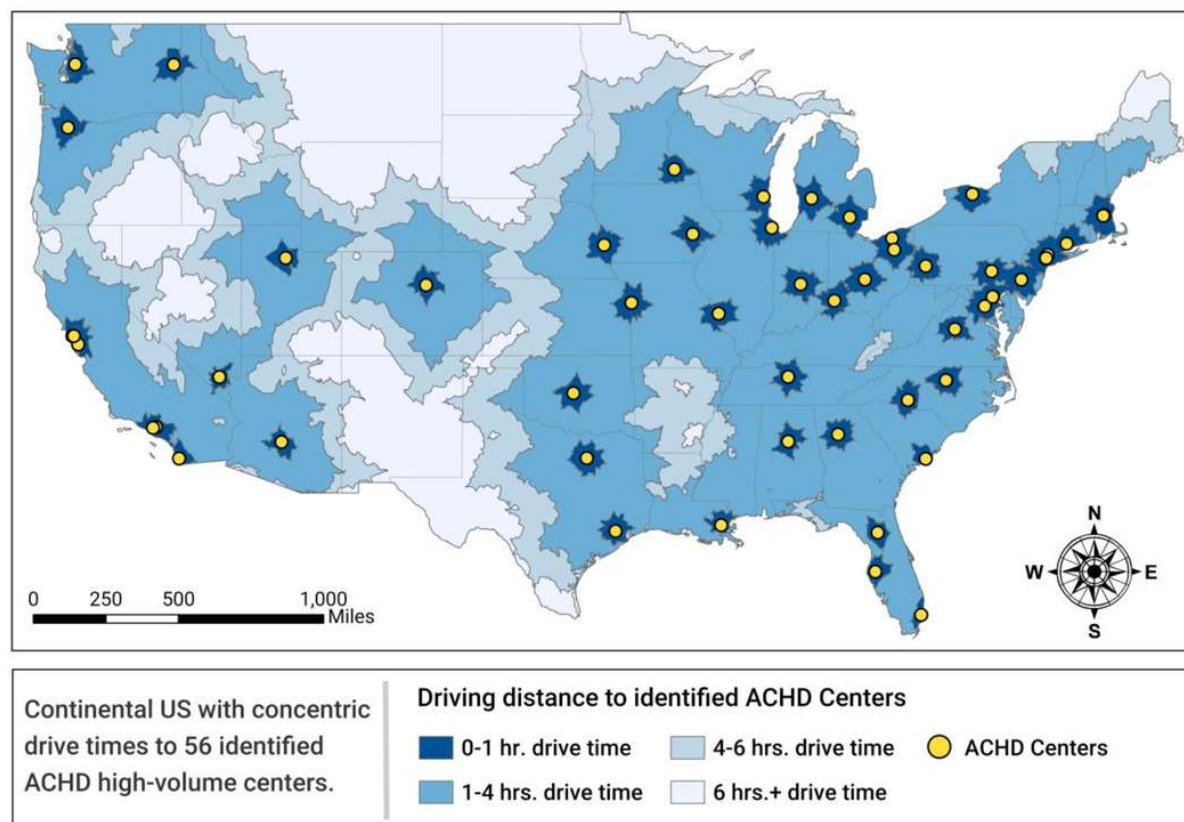 N
W E
S
0 250 500 1,000
Miles
Continental US with concentric
drive times to 56 identified
ACHD high-volume centers.
Driving distance to identified ACHD Centers
0-1 hr. drive time
4-6 hrs. drive time
ACHD Centers
1-4 hrs. drive time
6 hrs.+ drive time